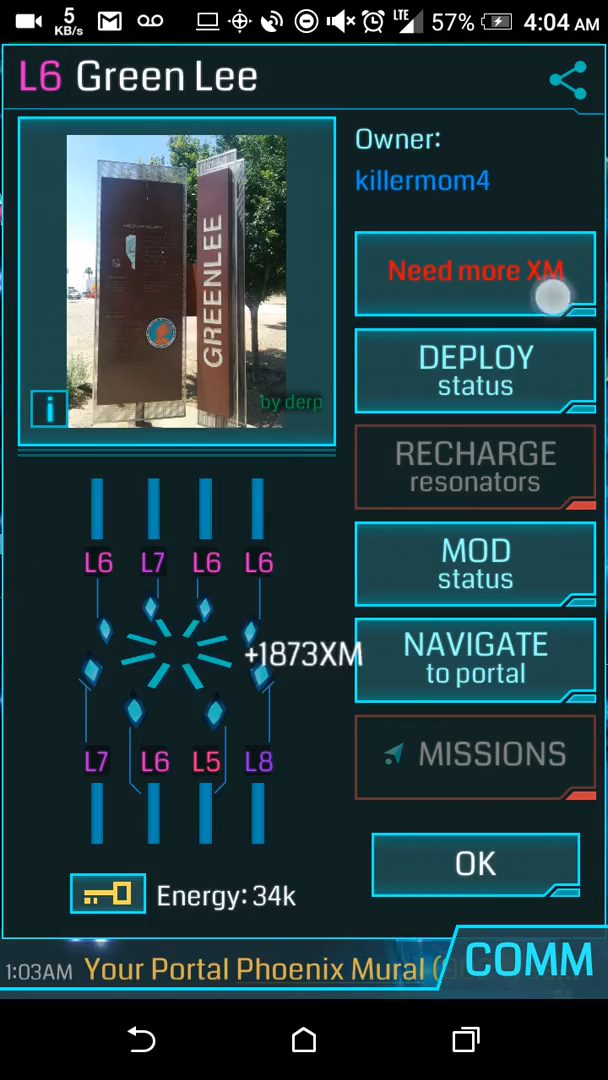 5 KB/s LTE 57% 4:04 AM
L6 Green Lee
Owner:
killermom4
GREENLEE
i
by derp
Need more XM
DEPLOY
status
RECHARGE
resonators
MOD
status
NAVIGATE
to portal
MISSIONS
OK
L6 L7 L6 L6
+1873XM
L7 L6 L5 L8
Energy: 34k
1:03AM Your Portal Phoenix Mural (
COMM